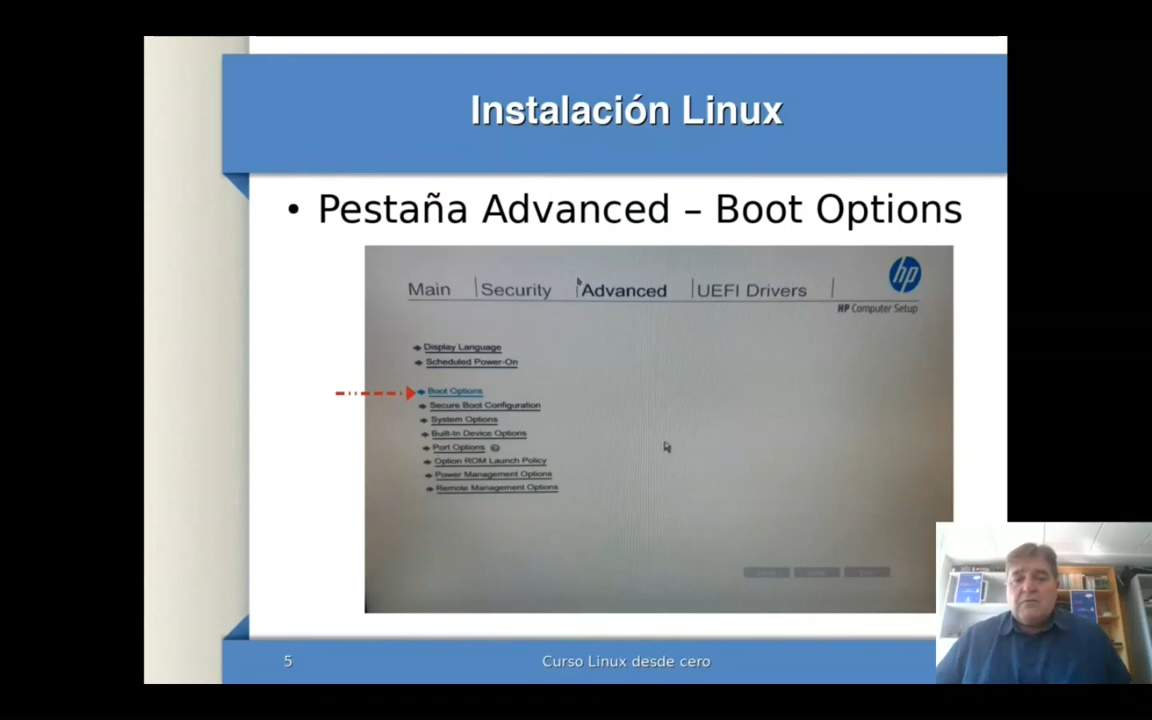 Instalación Linux
• Pestaña Advanced – Boot Options
hp
Main Security Advanced UEFI Drivers
HP Computer Setup
Display Language
Scheduled Power-On
Boot Options
Secure Boot Configuration
System Options
Built-In Device Options
Port Options
Option ROM Launch Policy
Power Management Options
Remote Management Options
5
Curso Linux desde cero